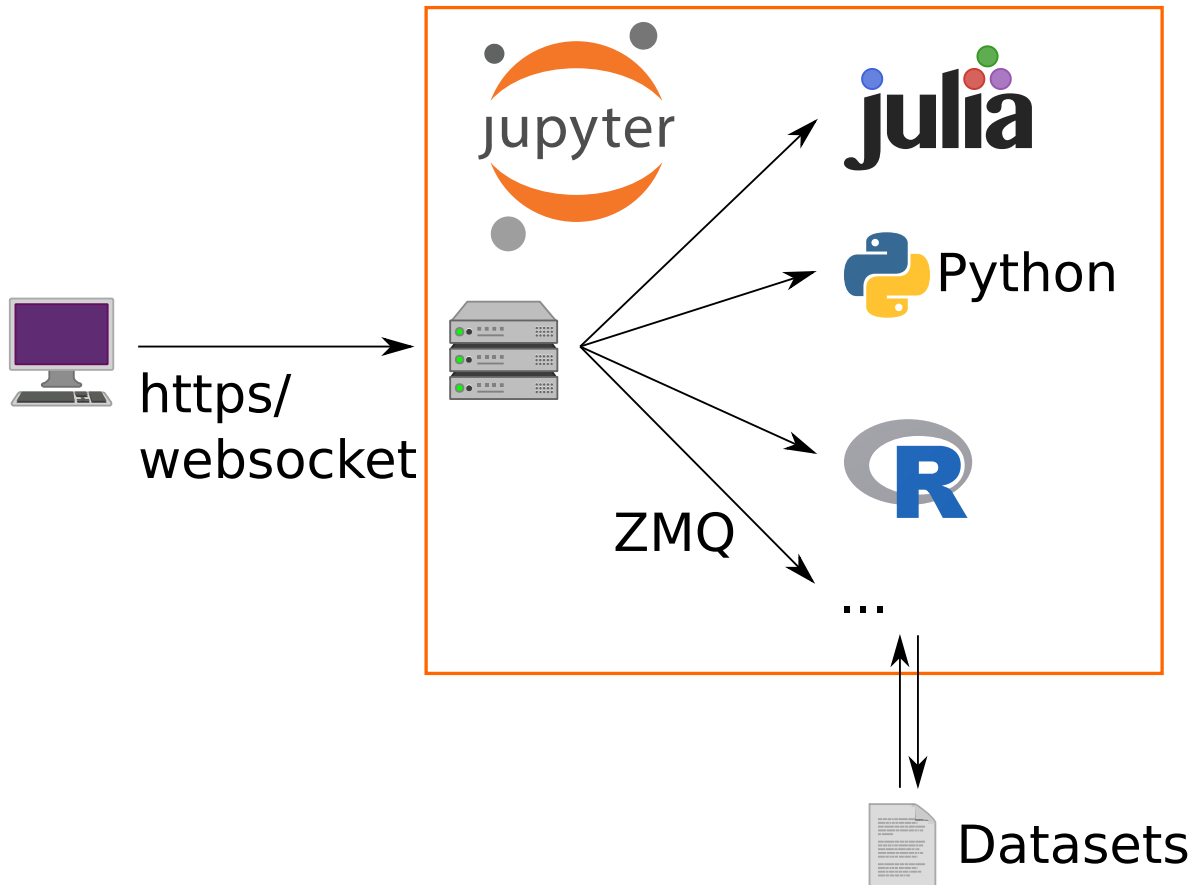 jupyter
julia
Python
https/
websocket
R
ZMQ
...
Datasets